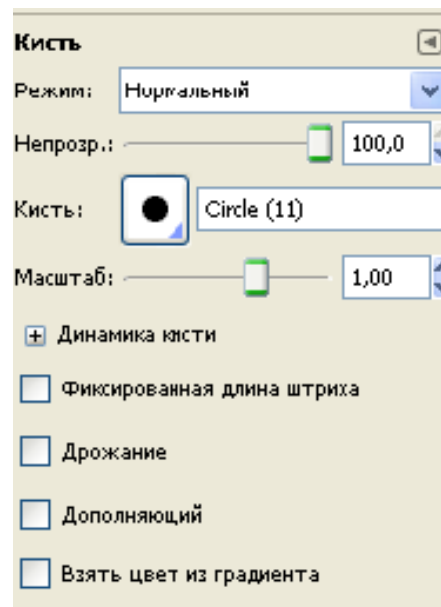 Кисть
Режим: Нормальный
Непрозр.: 100,0
Кисть: Circle (11)
Масштаб: 1,00
Динамика кисти
Фиксированная длина штриха
Дрожание
Дополняющий
Взять цвет из градиента